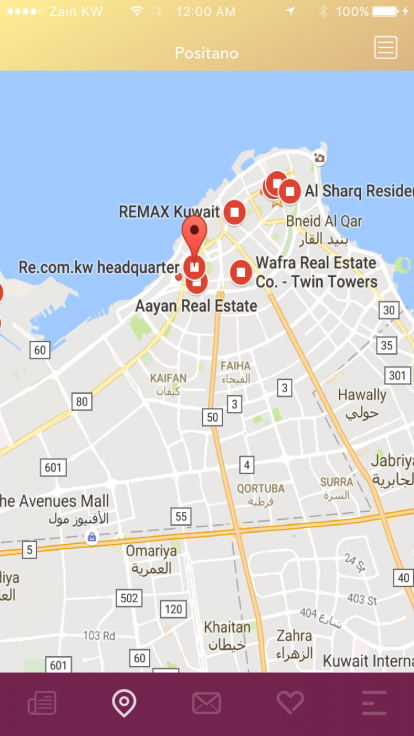 Zain KW 12:00 AM 100%
Positano
REMAX Kuwait
Al Sharq Resider
Bneid Al Qar
بنيد القار
Re.com.kw headquarter
Wafra Real Estate
Co. - Twin Towers
Aayan Real Estate
30
60
35
KAIFAN
كيفان
FAIHA
الفيحاء
301
80
3
3
Hawally
حولي
50
601
4
Jabriya
الجابرية
QORTUBA
قرطبة
SURRA
السرة
he Avenues Mall
الأفنيوز مول
55
5
Omariya
العمرية
24 St
diya
502
120
403 St
40
404 شارع
103 Rd
Khaitan
خيطان
Zahra
الزهراء
601
60
Kuwait Interna